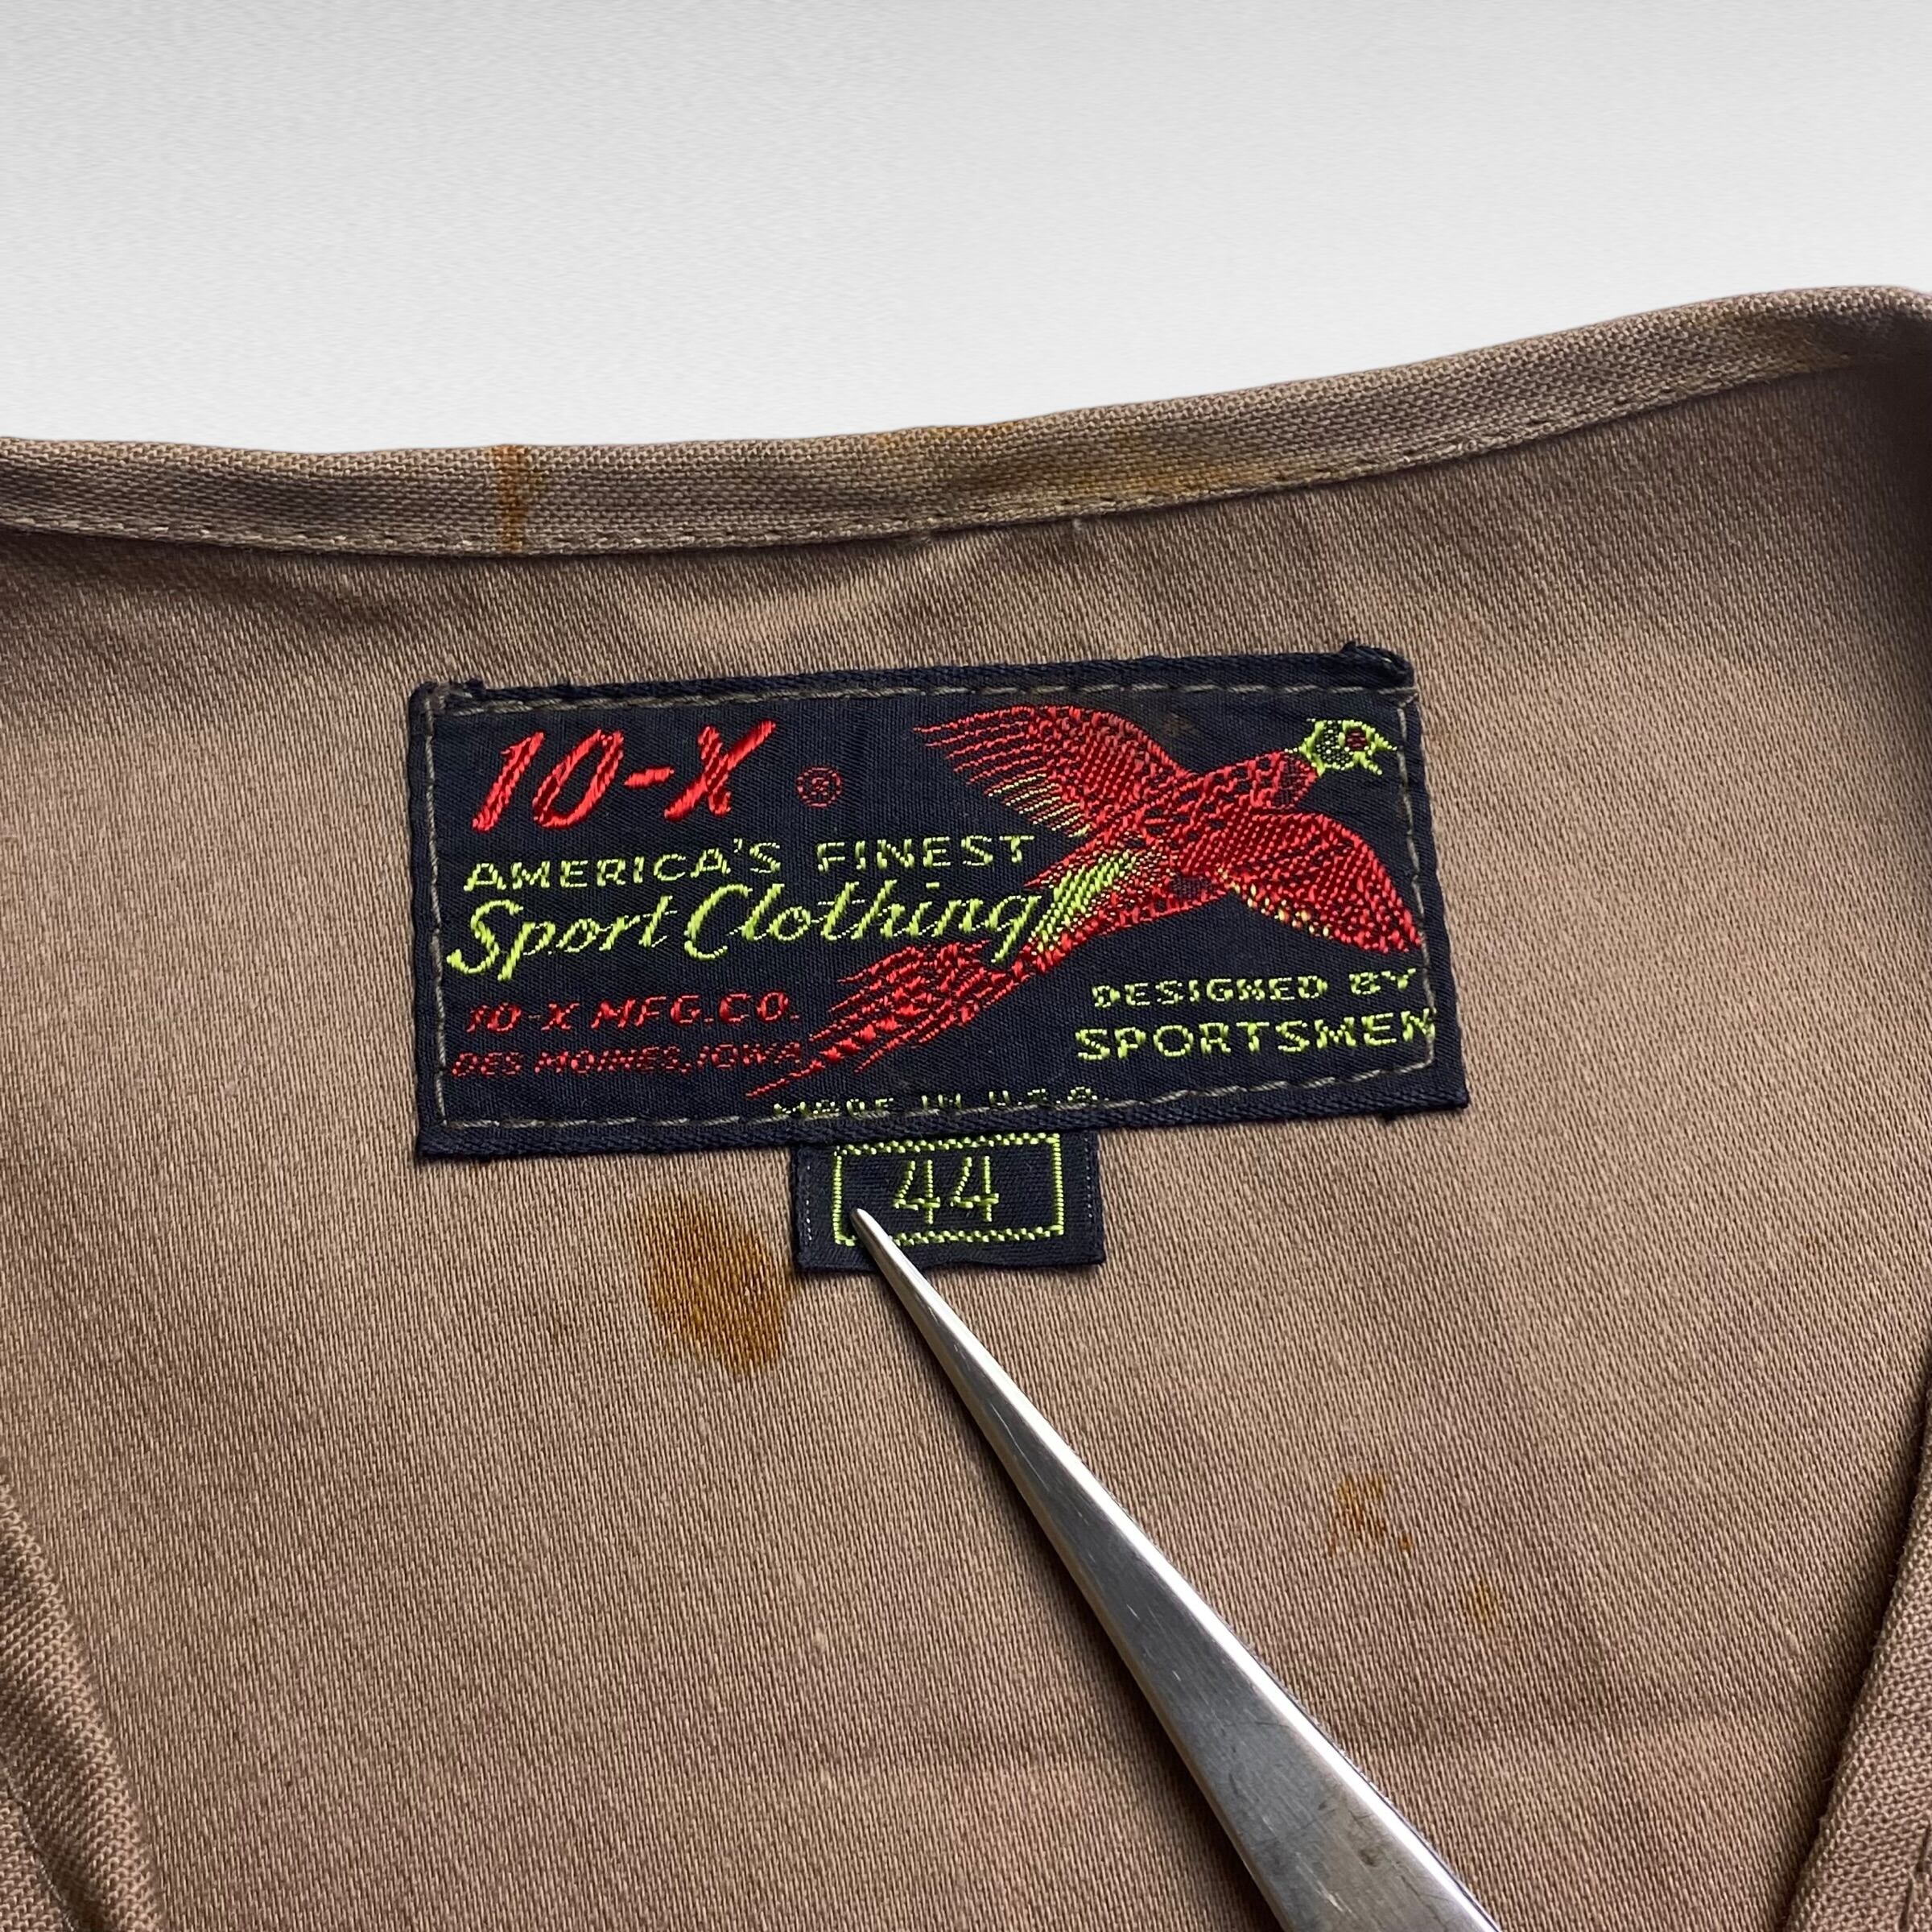 10-X ®
AMERICA'S FINEST
Sport Clothing
10-X MFG.CO.
DES MOINES, IOWA
DESIGNED BY
SPORTSMEN
MADE IN U.S.A
44